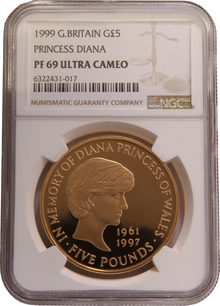 1999 G.BRITAIN G£5
PRINCESS DIANA
PF 69 ULTRA CAMEO
6322431-017
NUMISMATIC GUARANTY COMPANY
NGC
IN MEMORY OF DIANA PRINCESS OF WALES
1961
1997
FIVE POUNDS